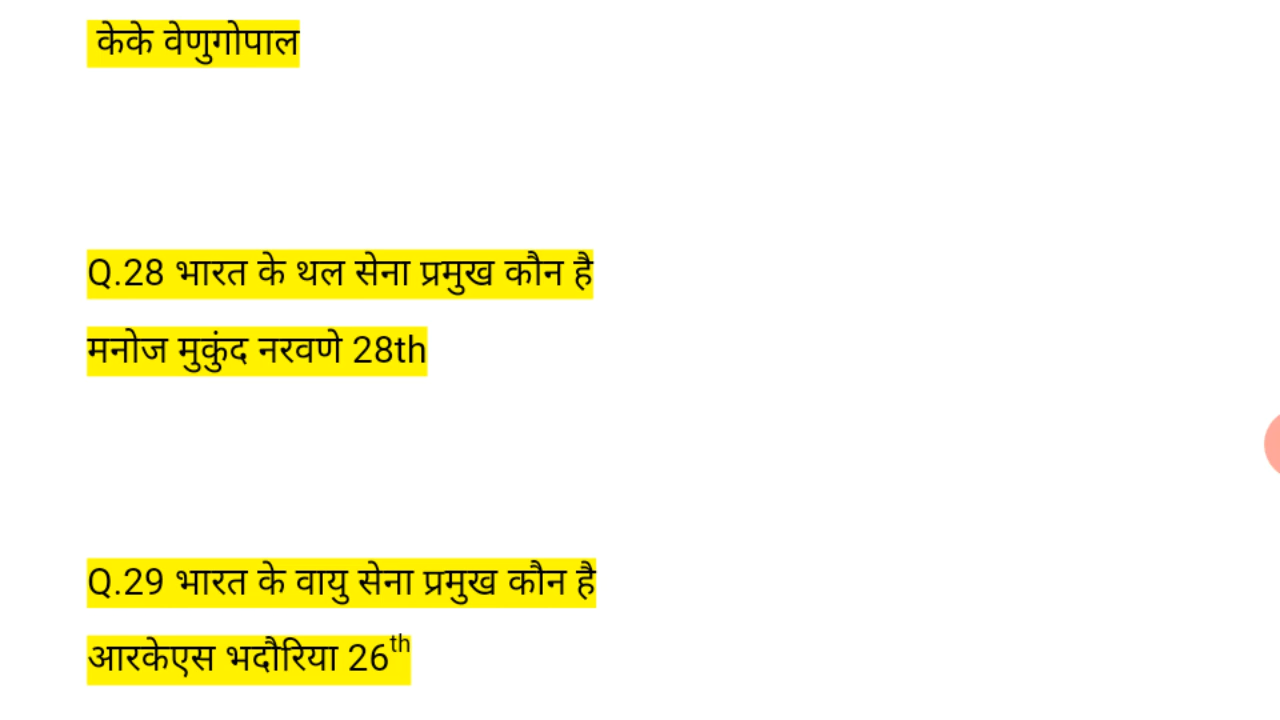 केके वेणुगोपाल
Q.28 भारत के थल सेना प्रमुख कौन है
मनोज मुकुंद नरवणे 28th
Q.29 भारत के वायु सेना प्रमुख कौन है
आरकेएस भदौरिया 26th